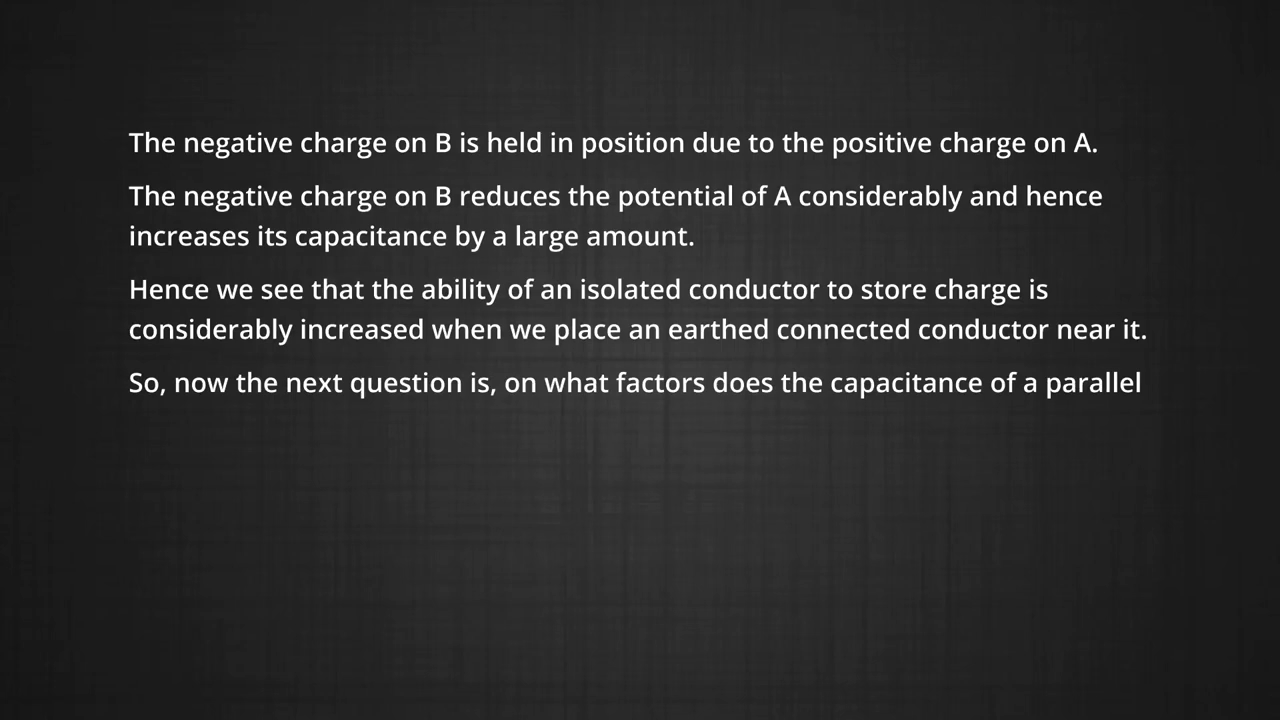 The negative charge on B is held in position due to the positive charge on A.
The negative charge on B reduces the potential of A considerably and hence
increases its capacitance by a large amount.
Hence we see that the ability of an isolated conductor to store charge is
considerably increased when we place an earthed connected conductor near it.
So, now the next question is, on what factors does the capacitance of a parallel